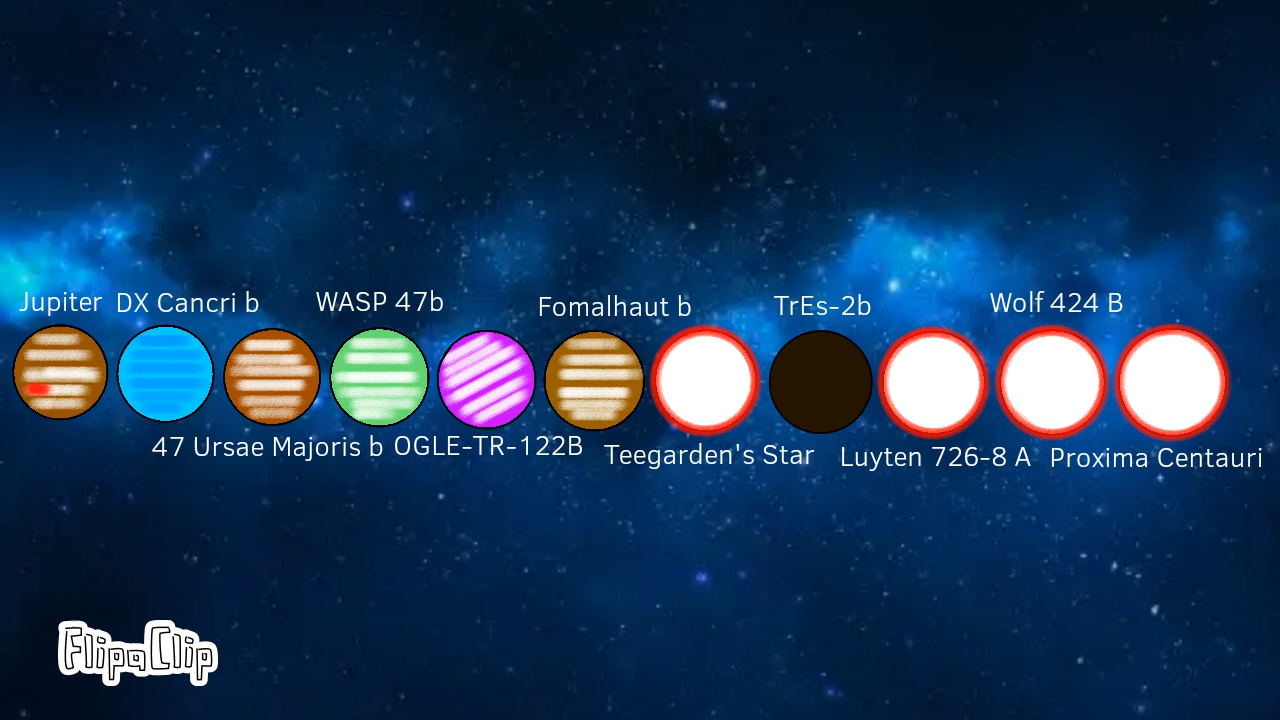 Jupiter
DX Cancri b
WASP 47b
Fomalhaut b
TrEs-2b
Wolf 424 B
47 Ursae Majoris b
OGLE-TR-122B
Teegarden's Star
Luyten 726-8 A
Proxima Centauri
FlipaClip